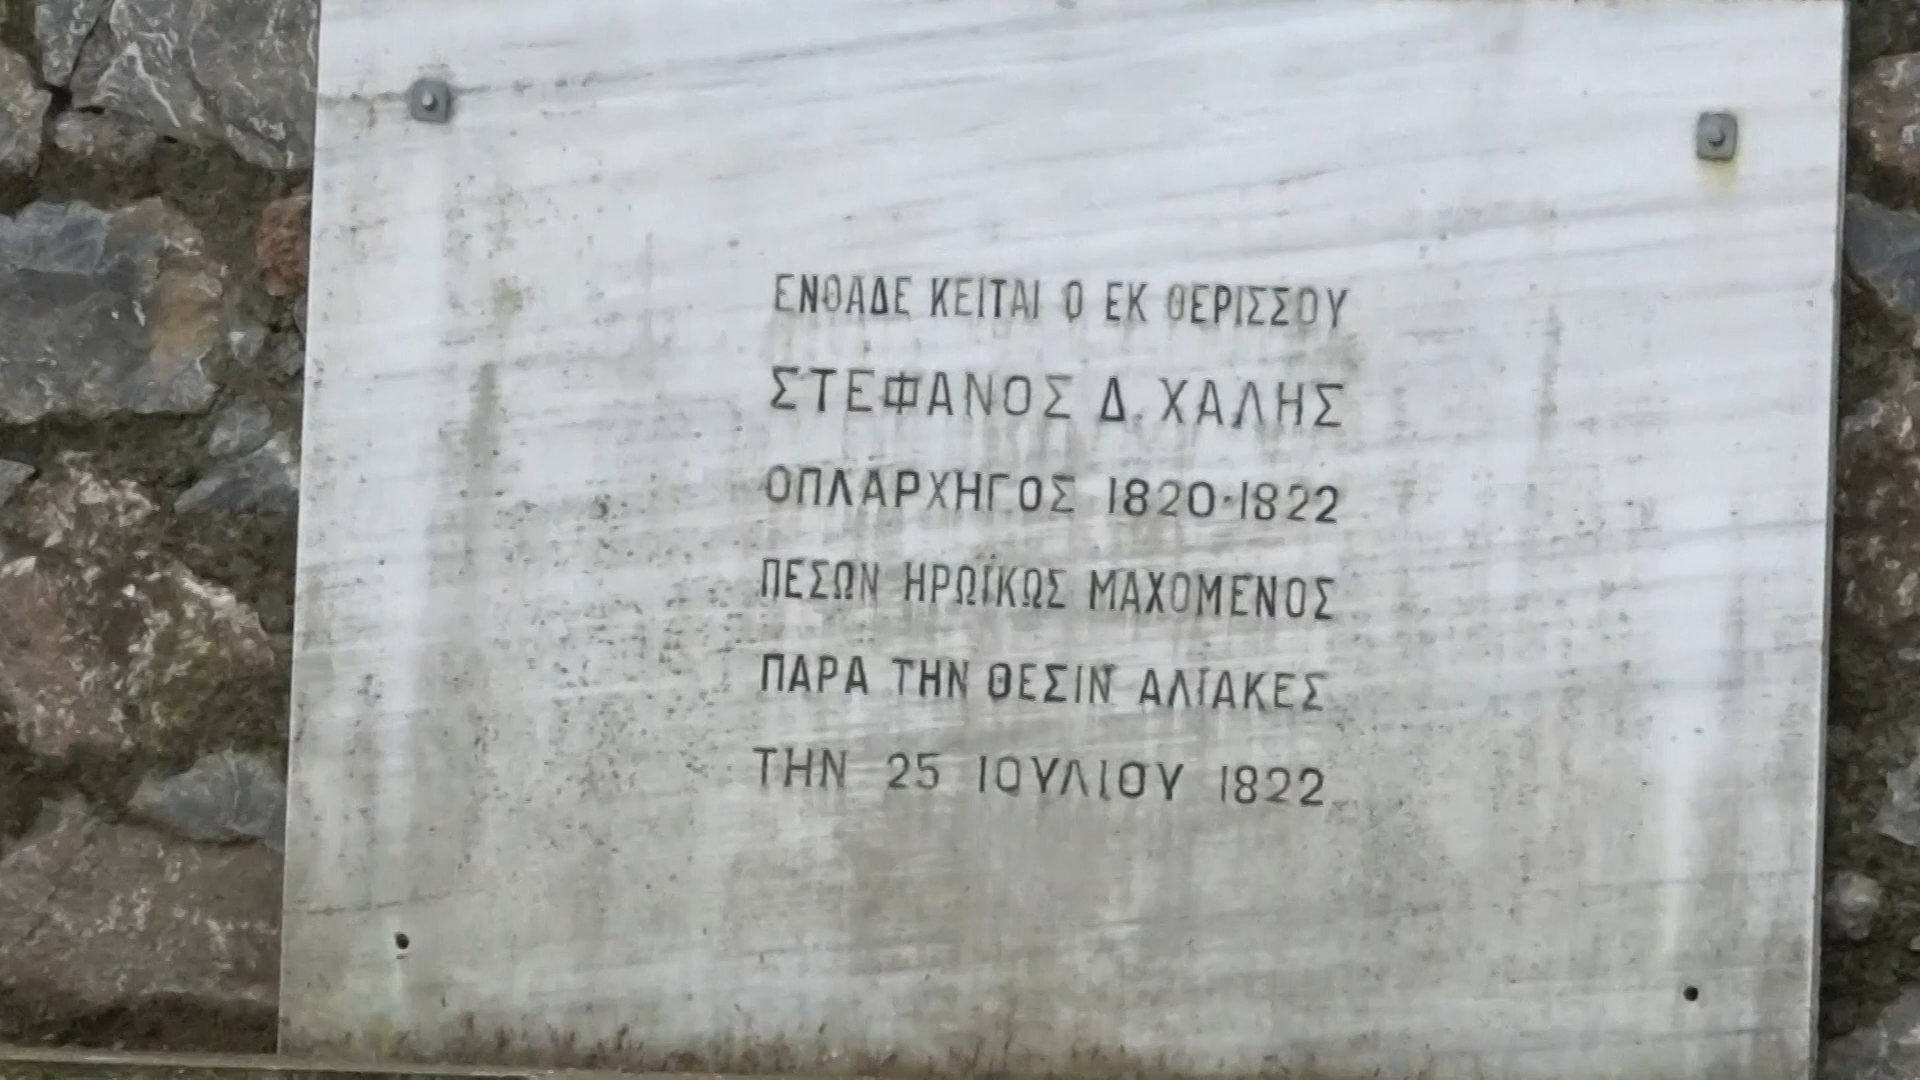 ΕΝΘΑΔΕ ΚΕΙΤΑΙ Ο ΕΚ ΘΕΡΙΣΣΟΥ
ΣΤΕΦΑΝΟΣ Δ. ΧΑΛΗΣ
ΟΠΛΑΡΧΗΓΟΣ 1820-1822
ΠΕΣΩΝ ΗΡΩΪΚΩΣ ΜΑΧΟΜΕΝΟΣ
ΠΑΡΑ ΤΗΝ ΘΕΣΙΝ ΑΛΙΑΚΕΣ
ΤΗΝ 25 ΙΟΥΛΙΟΥ 1822